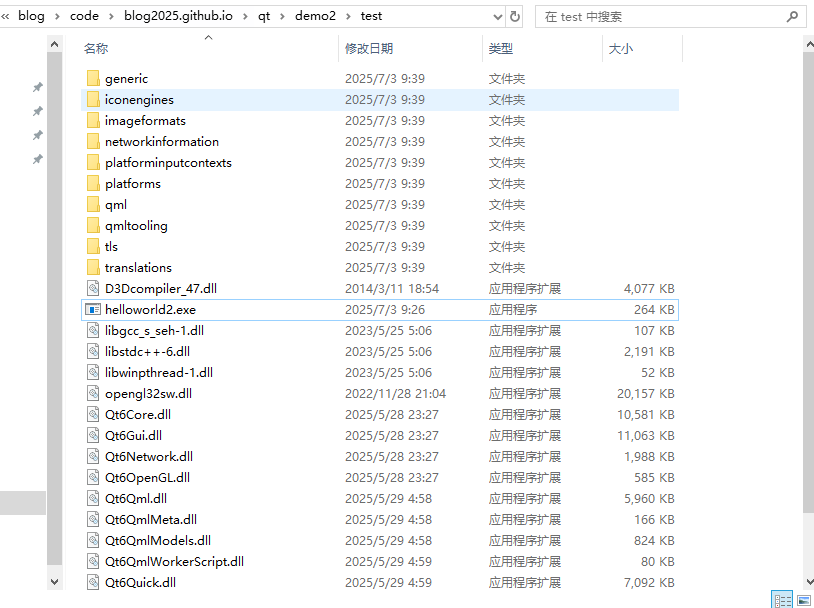 « blog › code › blog2025.github.io › qt › demo2 › test
在 test 中搜索
名称 修改日期 类型 大小
generic 2025/7/3 9:39 文件夹
iconengines 2025/7/3 9:39 文件夹
imageformats 2025/7/3 9:39 文件夹
networkinformation 2025/7/3 9:39 文件夹
platforminputcontexts 2025/7/3 9:39 文件夹
platforms 2025/7/3 9:39 文件夹
qml 2025/7/3 9:39 文件夹
qmltooling 2025/7/3 9:39 文件夹
tls 2025/7/3 9:39 文件夹
translations 2025/7/3 9:39 文件夹
D3Dcompiler_47.dll 2014/3/11 18:54 应用程序扩展 4,077 KB
helloworld2.exe 2025/7/3 9:26 应用程序 264 KB
libgcc_s_seh-1.dll 2023/5/25 5:06 应用程序扩展 107 KB
libstdc++-6.dll 2023/5/25 5:06 应用程序扩展 2,191 KB
libwinpthread-1.dll 2023/5/25 5:06 应用程序扩展 52 KB
opengl32sw.dll 2022/11/28 21:04 应用程序扩展 20,157 KB
Qt6Core.dll 2025/5/28 23:27 应用程序扩展 10,581 KB
Qt6Gui.dll 2025/5/28 23:27 应用程序扩展 11,063 KB
Qt6Network.dll 2025/5/28 23:27 应用程序扩展 1,988 KB
Qt6OpenGL.dll 2025/5/28 23:27 应用程序扩展 585 KB
Qt6Qml.dll 2025/5/29 4:58 应用程序扩展 5,960 KB
Qt6QmlMeta.dll 2025/5/29 4:58 应用程序扩展 166 KB
Qt6QmlModels.dll 2025/5/29 4:58 应用程序扩展 824 KB
Qt6QmlWorkerScript.dll 2025/5/29 4:59 应用程序扩展 80 KB
Qt6Quick.dll 2025/5/29 4:59 应用程序扩展 7,092 KB